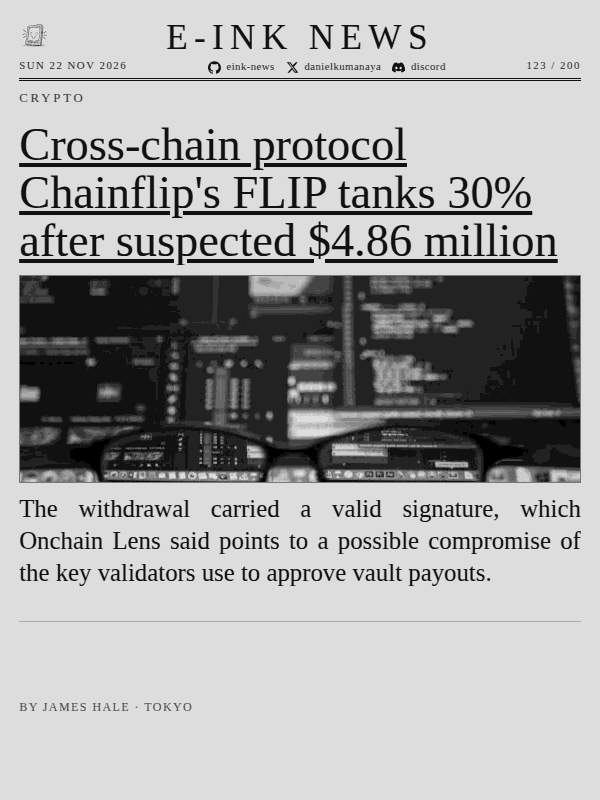 E-INK NEWS
SUN 22 NOV 2026
eink-news
danielkumanaya
discord
123 / 200
CRYPTO
Cross-chain protocol
Chainflip's FLIP tanks 30%
after suspected $4.86 million
The withdrawal carried a valid signature, which
Onchain Lens said points to a possible compromise of
the key validators use to approve vault payouts.
BY JAMES HALE · TOKYO